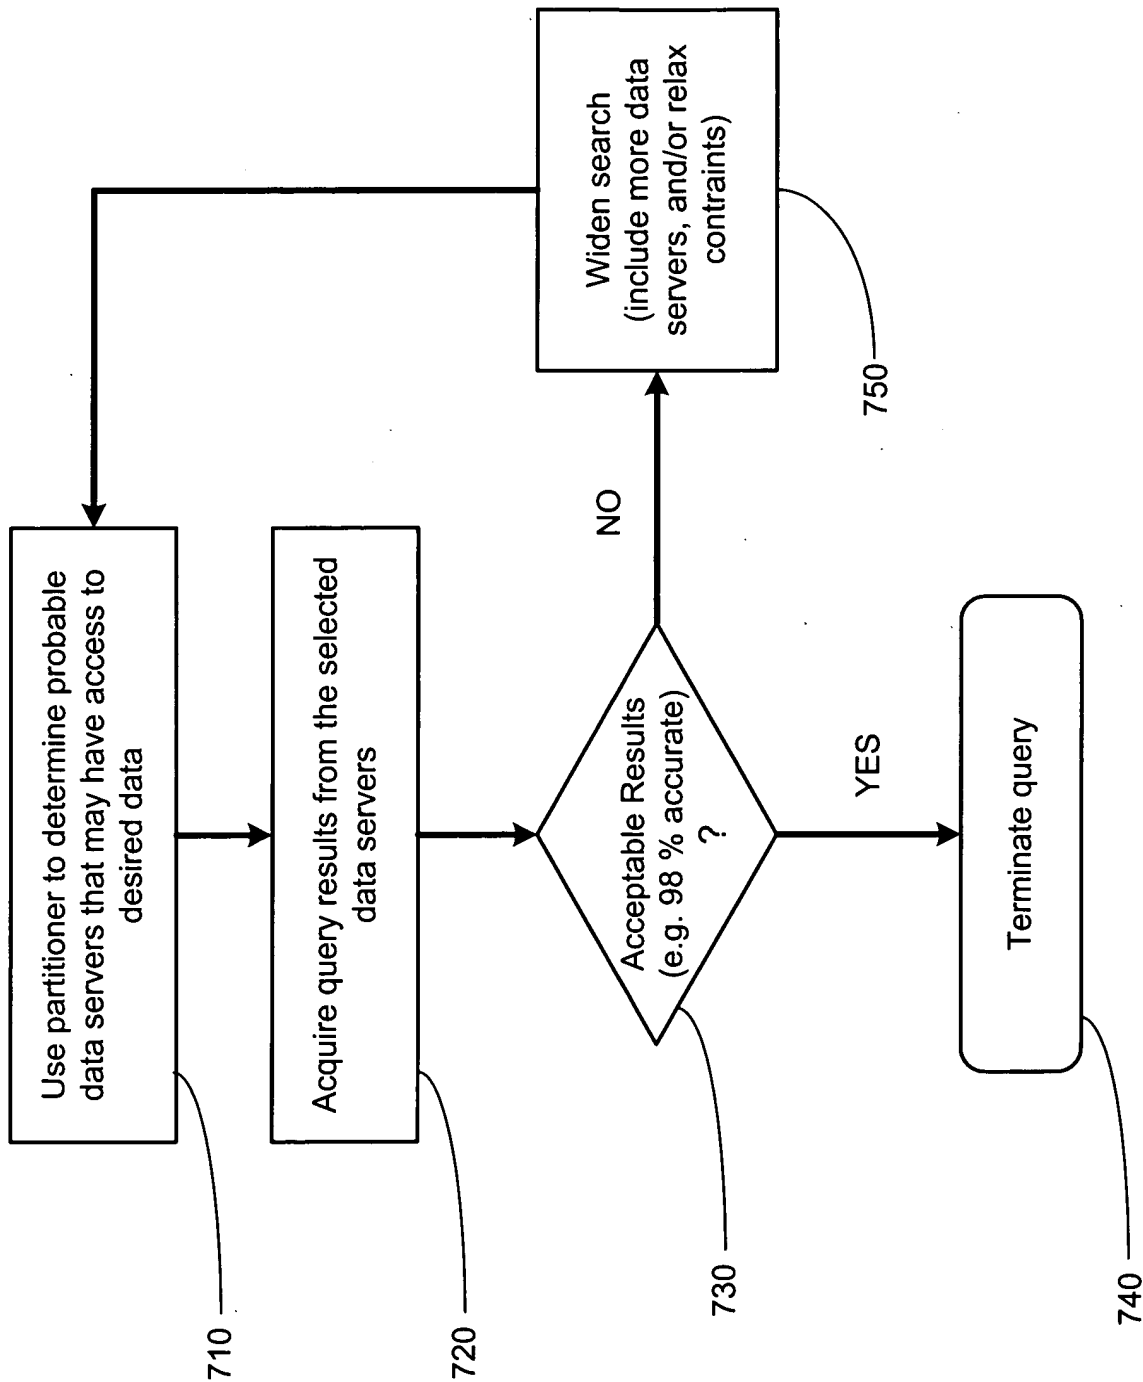 Use partitioner to determine probable
data servers that may have access to
desired data
710
Acquire query results from the selected
data servers
720
Acceptable Results
(e.g. 98 % accurate)
?
730
NO
Widen search
(include more data
servers, and/or relax
contraints)
750
YES
Terminate query
740